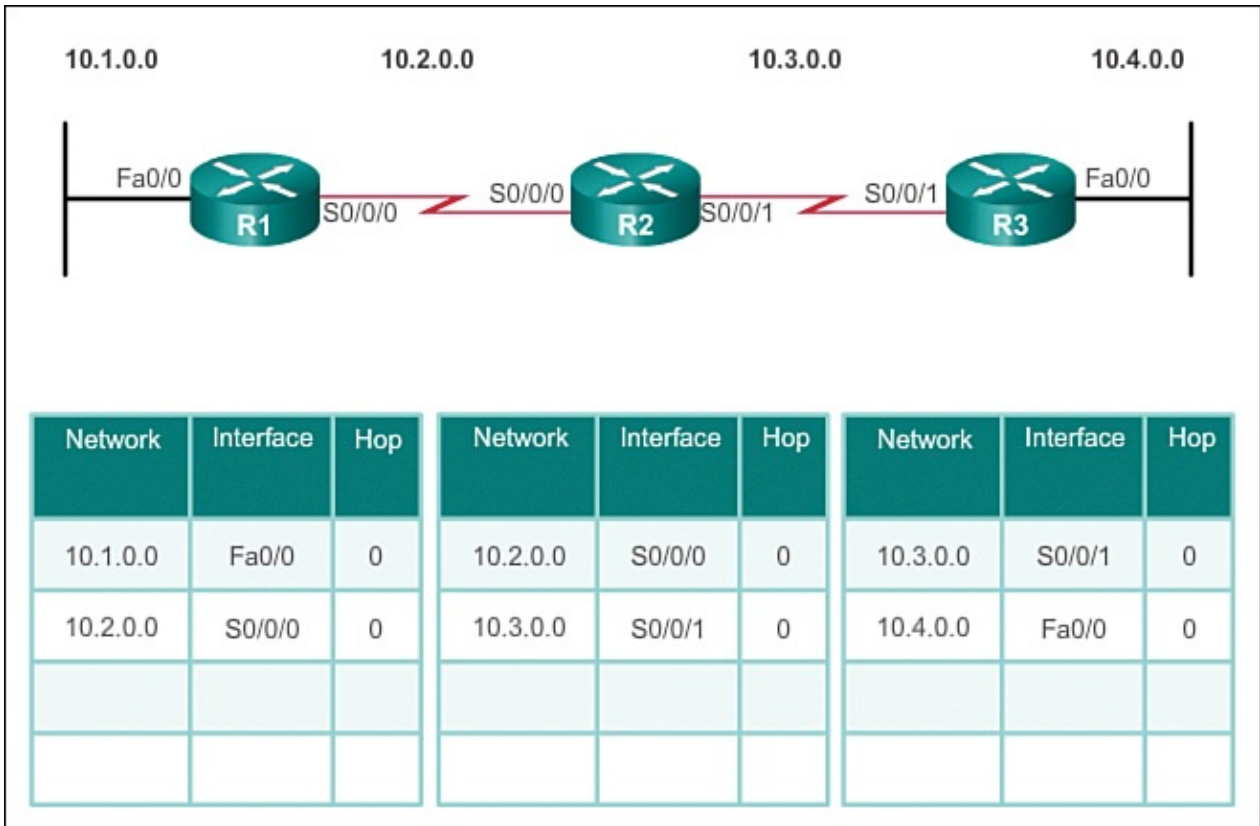 10.1.0.0 10.2.0.0 10.3.0.0 10.4.0.0
Fa0/0 R1 S0/0/0 S0/0/0 R2 S0/0/1 S0/0/1 R3 Fa0/0
Network Interface Hop Network Interface Hop Network Interface Hop
10.1.0.0 Fa0/0 0 10.2.0.0 S0/0/0 0 10.3.0.0 S0/0/1 0
10.2.0.0 S0/0/0 0 10.3.0.0 S0/0/1 0 10.4.0.0 Fa0/0 0